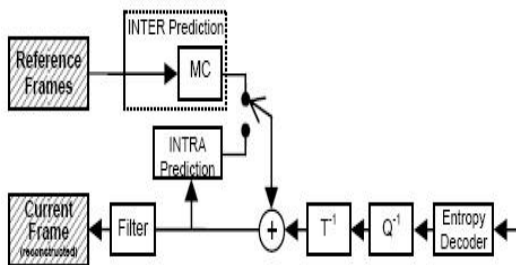 INTER Prediction
Reference
Frames
MC
INTRA
Prediction
Current
Frame
(reconstructed)
Filter
+
T⁻¹
Q⁻¹
Entropy
Decoder